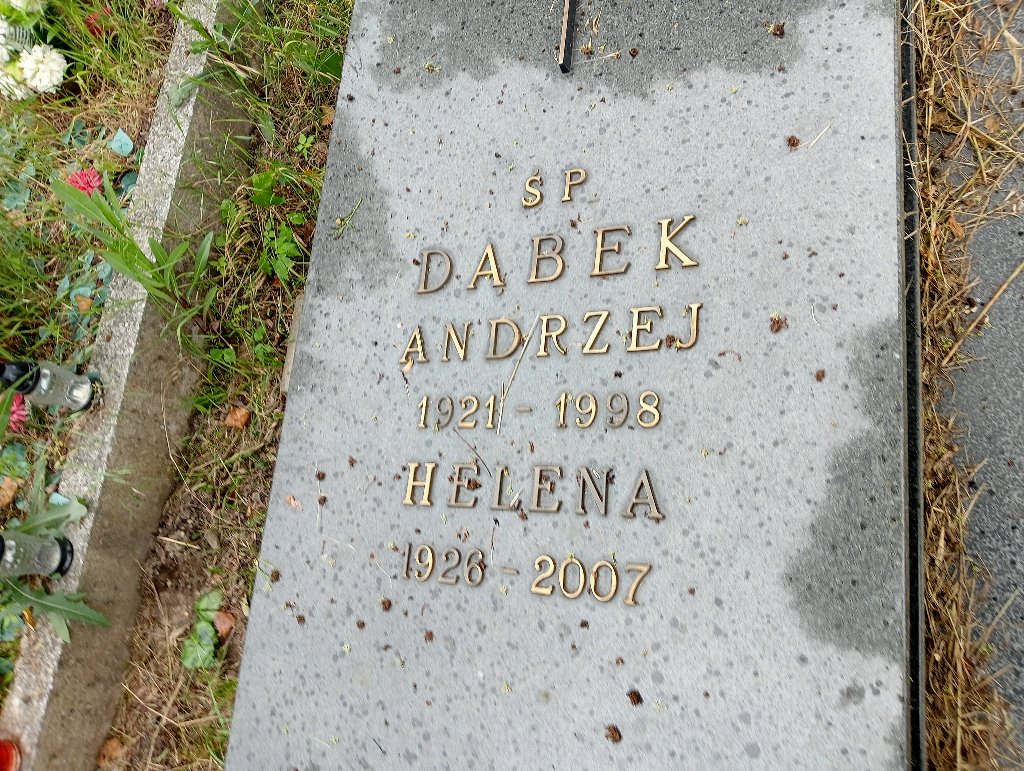 ŚP
DĄBEK
ANDRZEJ
1921 - 1998
HELENA
1926 - 2007